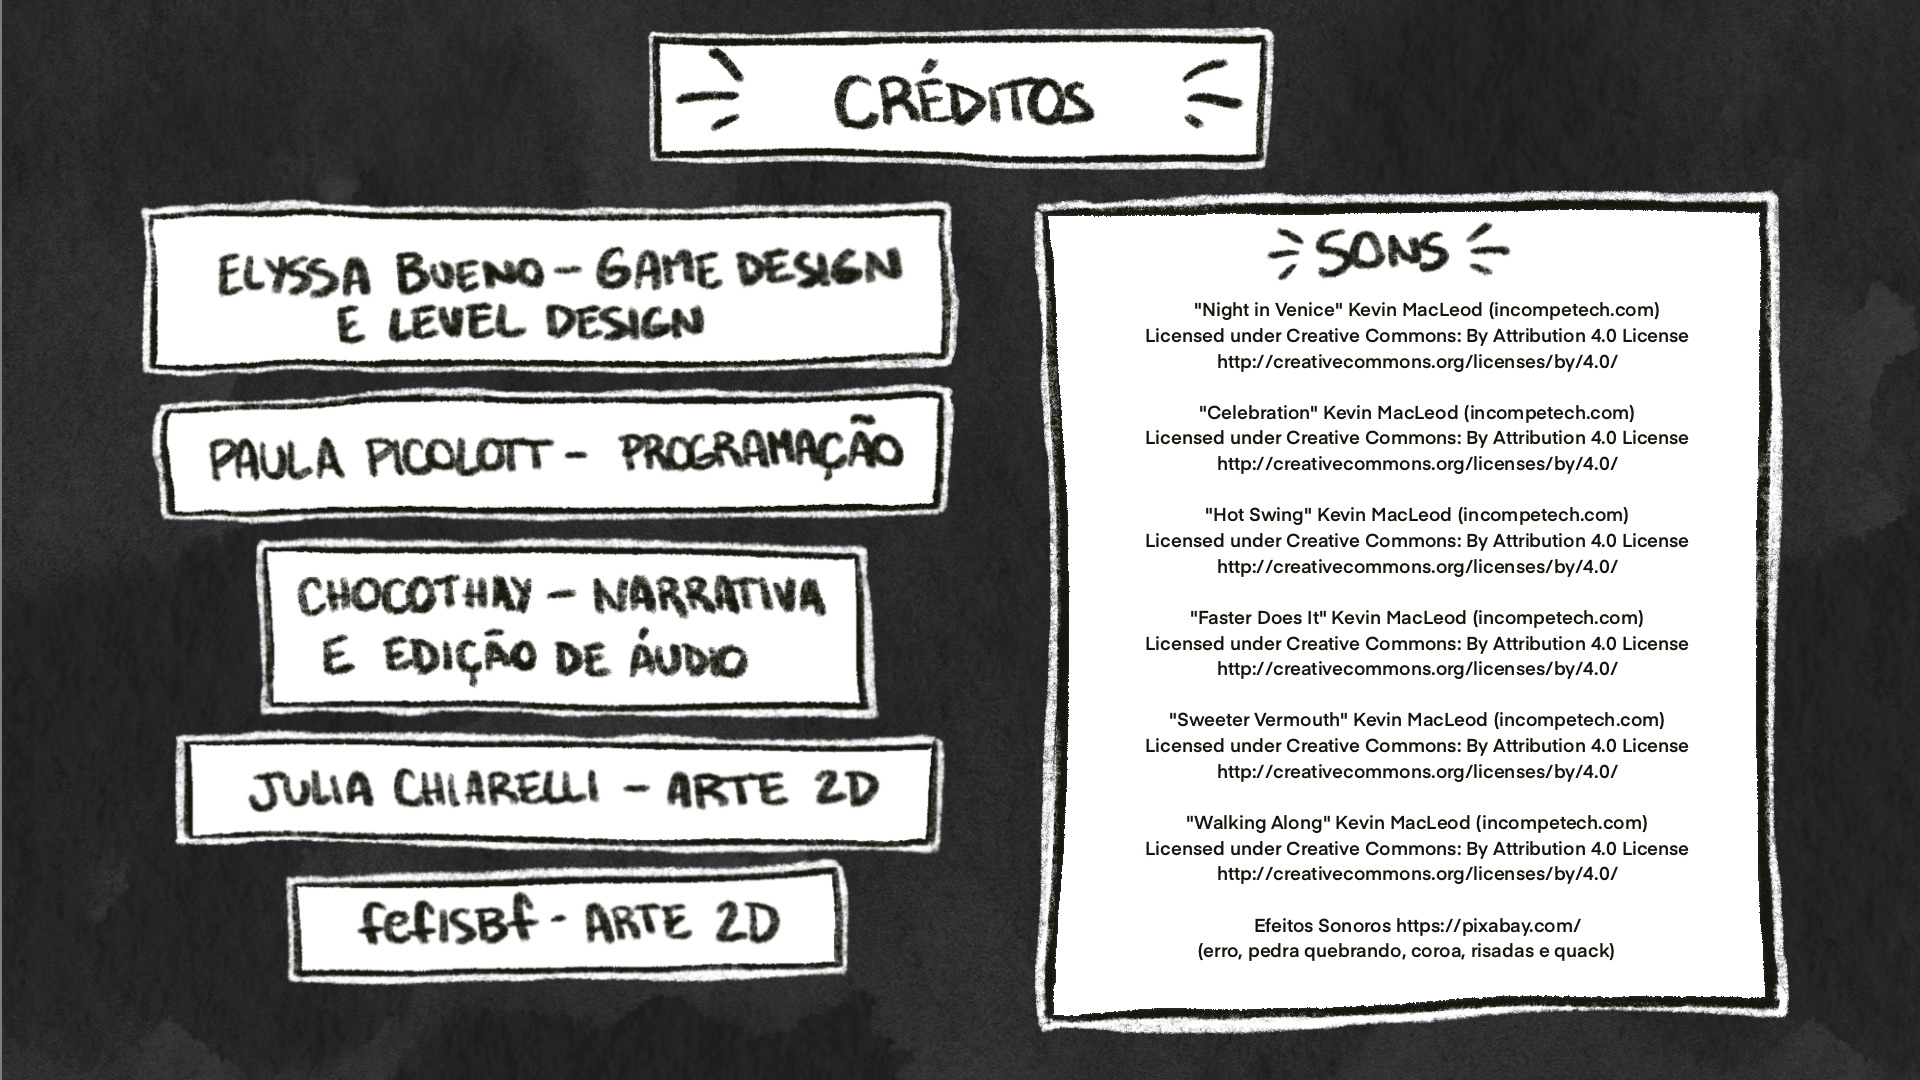 CRÉDITOS
ELYSSA BUENO - GAME DESIGN
E LEVEL DESIGN
PAULA PICOLOTT - PROGRAMAÇÃO
CHOCOTHAY - NARRATIVA
E EDIÇÃO DE ÁUDIO
JULIA CHIARELLI - ARTE 2D
fefisBf - ARTE 2D
SONS
"Night in Venice" Kevin MacLeod (incompetech.com)
Licensed under Creative Commons: By Attribution 4.0 License
http://creativecommons.org/licenses/by/4.0/
"Celebration" Kevin MacLeod (incompetech.com)
Licensed under Creative Commons: By Attribution 4.0 License
http://creativecommons.org/licenses/by/4.0/
"Hot Swing" Kevin MacLeod (incompetech.com)
Licensed under Creative Commons: By Attribution 4.0 License
http://creativecommons.org/licenses/by/4.0/
"Faster Does It" Kevin MacLeod (incompetech.com)
Licensed under Creative Commons: By Attribution 4.0 License
http://creativecommons.org/licenses/by/4.0/
"Sweeter Vermouth" Kevin MacLeod (incompetech.com)
Licensed under Creative Commons: By Attribution 4.0 License
http://creativecommons.org/licenses/by/4.0/
"Walking Along" Kevin MacLeod (incompetech.com)
Licensed under Creative Commons: By Attribution 4.0 License
http://creativecommons.org/licenses/by/4.0/
Efeitos Sonoros https://pixabay.com/
(erro, pedra quebrando, coroa, risadas e quack)